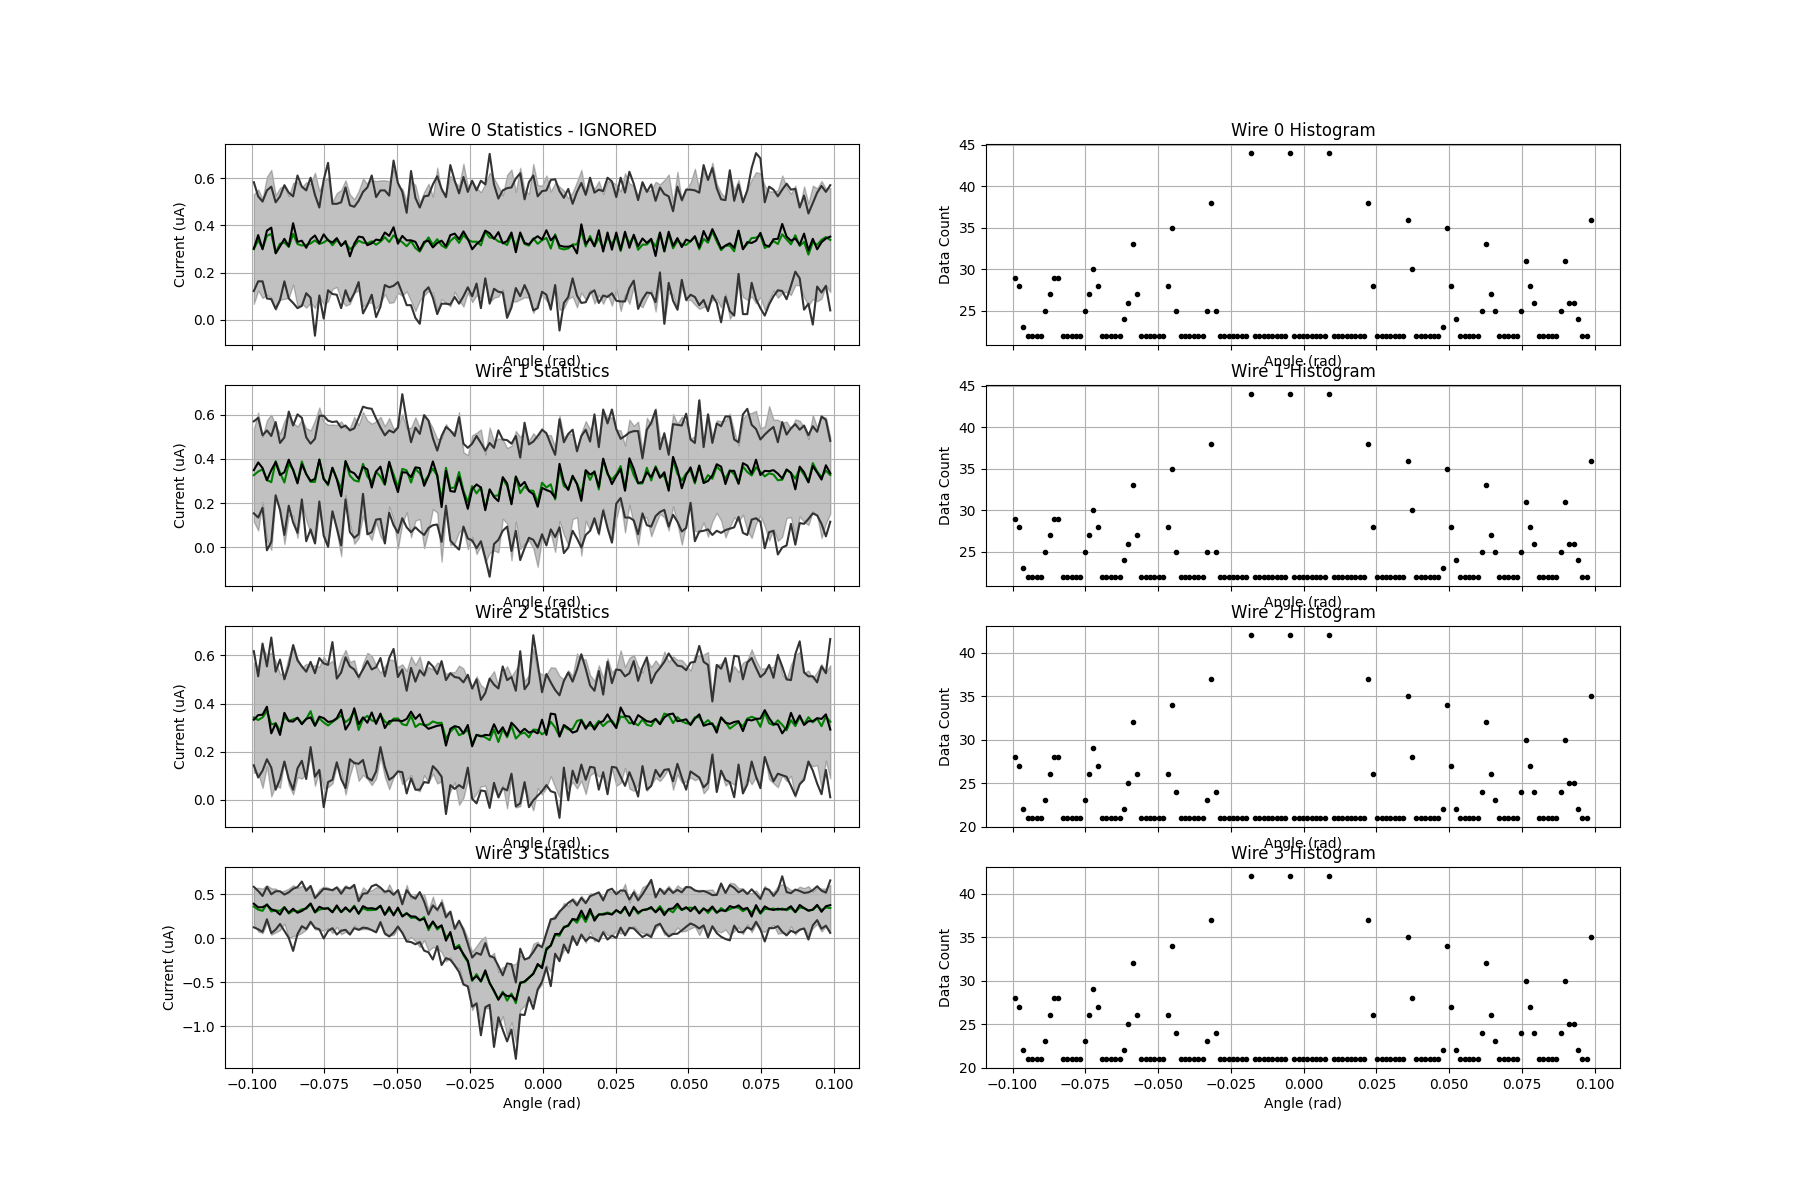 Wire 0 Statistics - IGNORED
Current (uA)
0.6
0.4
0.2
0.0
Angle (rad)
Wire 0 Histogram
Data Count
45
40
35
30
25
Angle (rad)
Wire 1 Statistics
Current (uA)
0.6
0.4
0.2
0.0
Angle (rad)
Wire 1 Histogram
Data Count
45
40
35
30
25
Angle (rad)
Wire 2 Statistics
Current (uA)
0.6
0.4
0.2
0.0
Angle (rad)
Wire 2 Histogram
Data Count
40
35
30
25
20
Angle (rad)
Wire 3 Statistics
Current (uA)
0.5
0.0
−0.5
−1.0
−0.100 −0.075 −0.050 −0.025 0.000 0.025 0.050 0.075 0.100
Angle (rad)
Wire 3 Histogram
Data Count
40
35
30
25
20
−0.100 −0.075 −0.050 −0.025 0.000 0.025 0.050 0.075 0.100
Angle (rad)